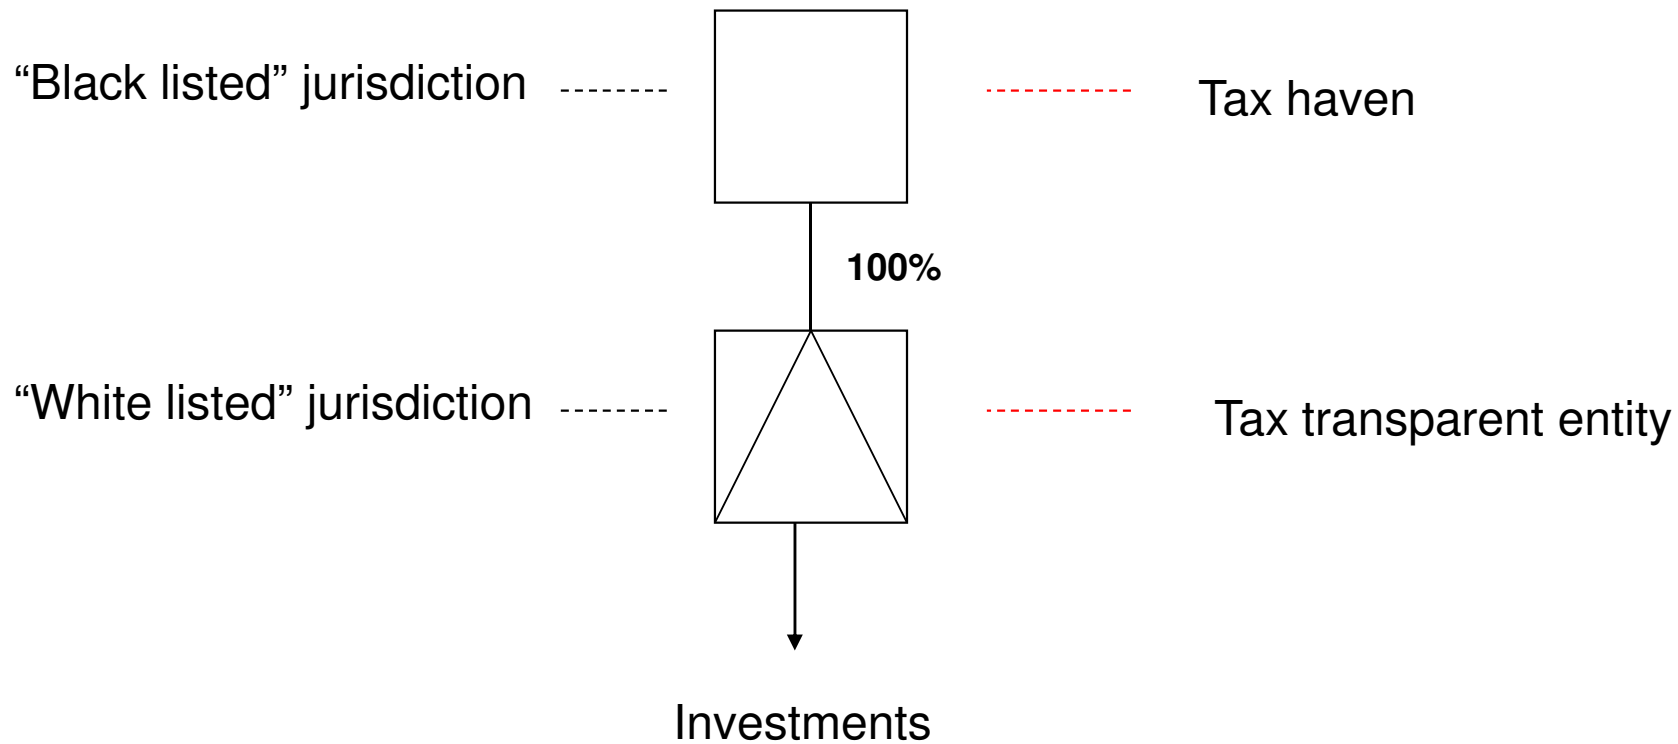 “Black listed” jurisdiction
Tax haven
100%
“White listed” jurisdiction
Tax transparent entity
Investments